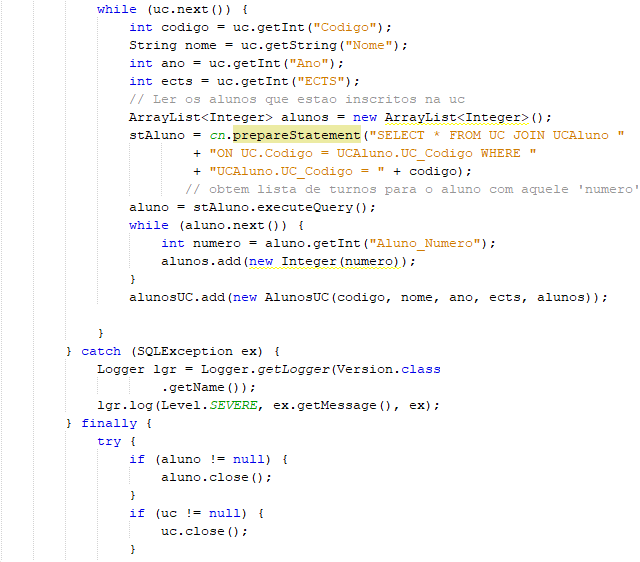 while (uc.next()) {
int codigo = uc.getInt("Codigo");
String nome = uc.getString("Nome");
int ano = uc.getInt("Ano");
int ects = uc.getInt("ECTS");
// Ler os alunos que estao inscritos na uc
ArrayList<Integer> alunos = new ArrayList<Integer>();
stAluno = cn.prepareStatement("SELECT * FROM UC JOIN UCAluno "
+ "ON UC.Codigo = UCAluno.UC_Codigo WHERE "
+ "UCAluno.UC_Codigo = " + codigo);
// obtem lista de turnos para o aluno com aquele 'numero'
aluno = stAluno.executeQuery();
while (aluno.next()) {
int numero = aluno.getInt("Aluno_Numero");
alunos.add(new Integer(numero));
}
alunosUC.add(new AlunosUC(codigo, nome, ano, ects, alunos));
}
} catch (SQLException ex) {
Logger lgr = Logger.getLogger(Version.class
.getName());
lgr.log(Level.SEVERE, ex.getMessage(), ex);
} finally {
try {
if (aluno != null) {
aluno.close();
}
if (uc != null) {
uc.close();
}